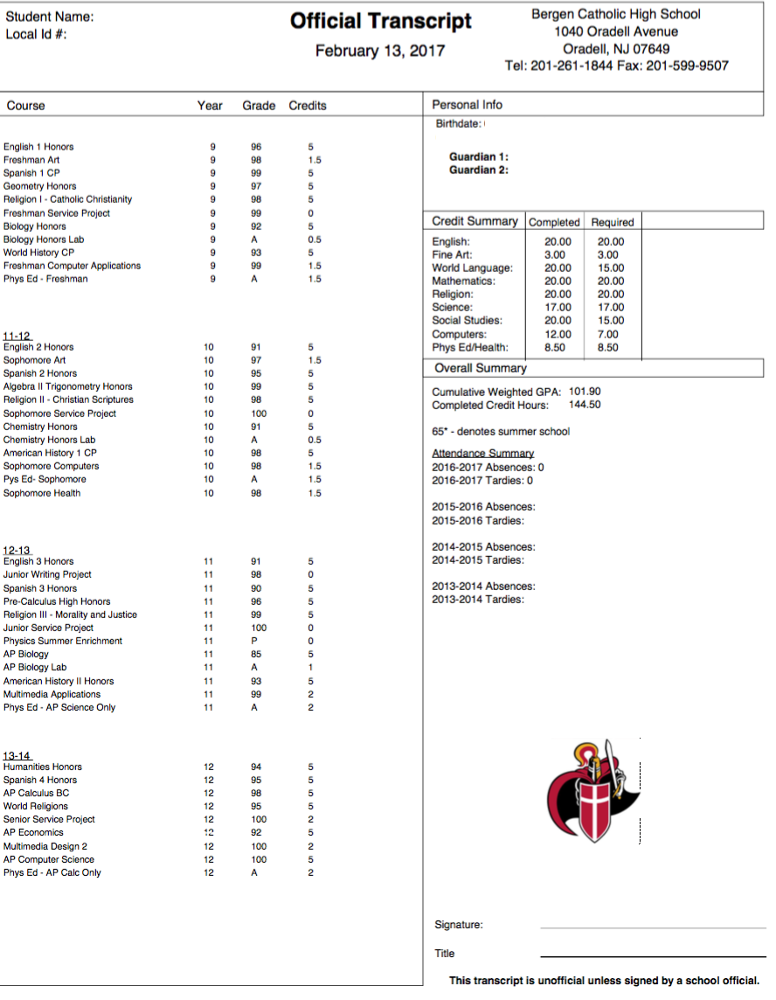 Student Name:
Local Id #:
Official Transcript
February 13, 2017
Bergen Catholic High School
1040 Oradell Avenue
Oradell, NJ 07649
Tel: 201-261-1844 Fax: 201-599-9507
Course Year Grade Credits
English 1 Honors 9 96 5
Freshman Art 9 98 1.5
Spanish 1 CP 9 99 5
Geometry Honors 9 97 5
Religion I - Catholic Christianity 9 98 5
Freshman Service Project 9 99 0
Biology Honors 9 92 5
Biology Honors Lab 9 A 0.5
World History CP 9 93 5
Freshman Computer Applications 9 99 1.5
Phys Ed - Freshman 9 A 1.5
11-12
English 2 Honors 10 91 5
Sophomore Art 10 97 1.5
Spanish 2 Honors 10 95 5
Algebra II Trigonometry Honors 10 99 5
Religion II - Christian Scriptures 10 98 5
Sophomore Service Project 10 100 0
Chemistry Honors 10 91 5
Chemistry Honors Lab 10 A 0.5
American History 1 CP 10 98 5
Sophomore Computers 10 98 1.5
Pys Ed- Sophomore 10 A 1.5
Sophomore Health 10 98 1.5
12-13
English 3 Honors 11 91 5
Junior Writing Project 11 98 0
Spanish 3 Honors 11 90 5
Pre-Calculus High Honors 11 96 5
Religion III - Morality and Justice 11 99 5
Junior Service Project 11 100 0
Physics Summer Enrichment 11 P 0
AP Biology 11 85 5
AP Biology Lab 11 A 1
American History II Honors 11 93 5
Multimedia Applications 11 99 2
Phys Ed - AP Science Only 11 A 2
13-14
Humanities Honors 12 94 5
Spanish 4 Honors 12 95 5
AP Calculus BC 12 98 5
World Religions 12 95 5
Senior Service Project 12 100 2
AP Economics 12 92 5
Multimedia Design 2 12 100 2
AP Computer Science 12 100 5
Phys Ed - AP Calc Only 12 A 2
Personal Info
Birthdate:
Guardian 1:
Guardian 2:
Credit Summary Completed Required
English: 20.00 20.00
Fine Art: 3.00 3.00
World Language: 20.00 15.00
Mathematics: 20.00 20.00
Religion: 20.00 20.00
Science: 17.00 17.00
Social Studies: 20.00 15.00
Computers: 12.00 7.00
Phys Ed/Health: 8.50 8.50
Overall Summary
Cumulative Weighted GPA: 101.90
Completed Credit Hours: 144.50
65* - denotes summer school
Attendance Summary
2016-2017 Absences: 0
2016-2017 Tardies: 0
2015-2016 Absences:
2015-2016 Tardies:
2014-2015 Absences:
2014-2015 Tardies:
2013-2014 Absences:
2013-2014 Tardies:
Signature:
Title
This transcript is unofficial unless signed by a school official.